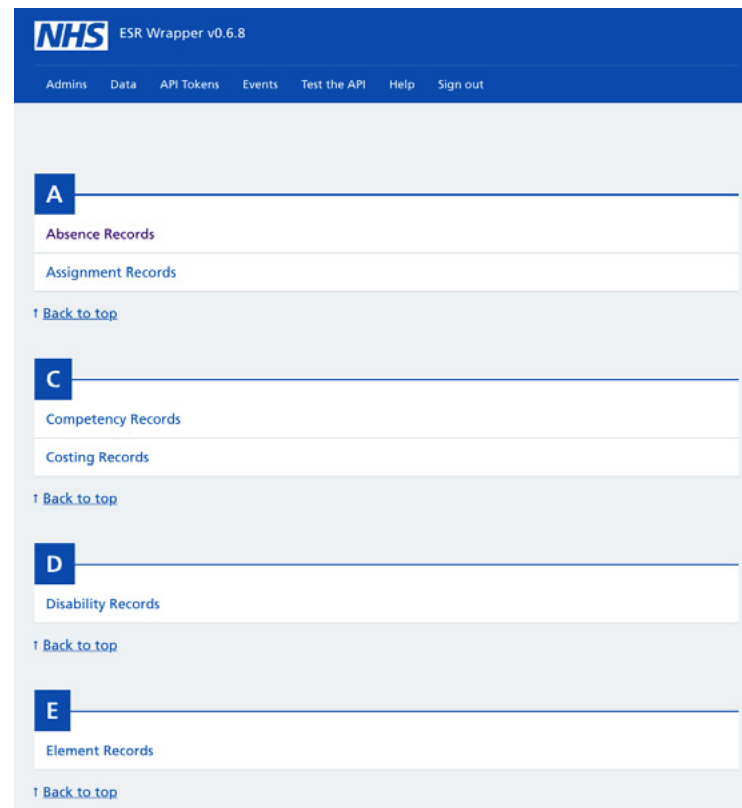 NHS ESR Wrapper v0.6.8
Admins Data API Tokens Events Test the API Help Sign out
A
Absence Records
Assignment Records
↑ Back to top
C
Competency Records
Costing Records
↑ Back to top
D
Disability Records
↑ Back to top
E
Element Records
↑ Back to top